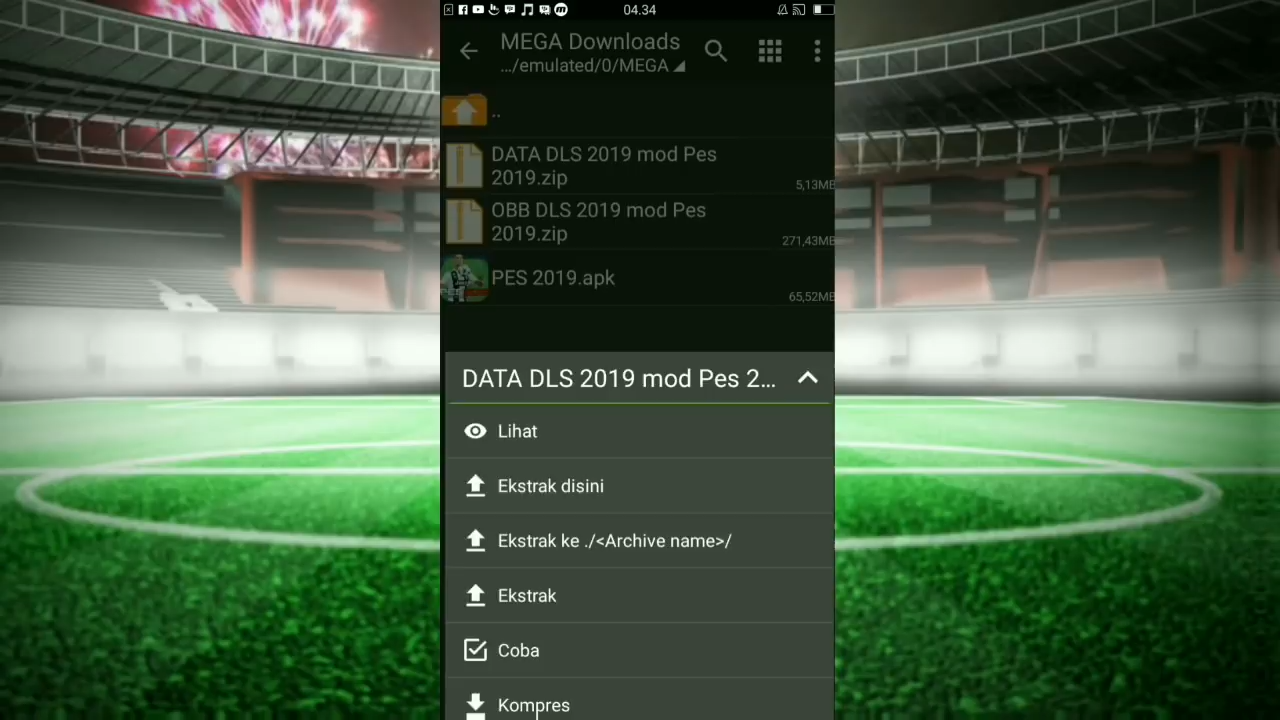 04.34
MEGA Downloads
.../emulated/0/MEGA
..
DATA DLS 2019 mod Pes
2019.zip
5,13MB
OBB DLS 2019 mod Pes
2019.zip
271,43MB
PES 2019.apk
65,52MB
DATA DLS 2019 mod Pes 2...
Lihat
Ekstrak disini
Ekstrak ke ./<Archive name>/
Ekstrak
Coba
Kompres